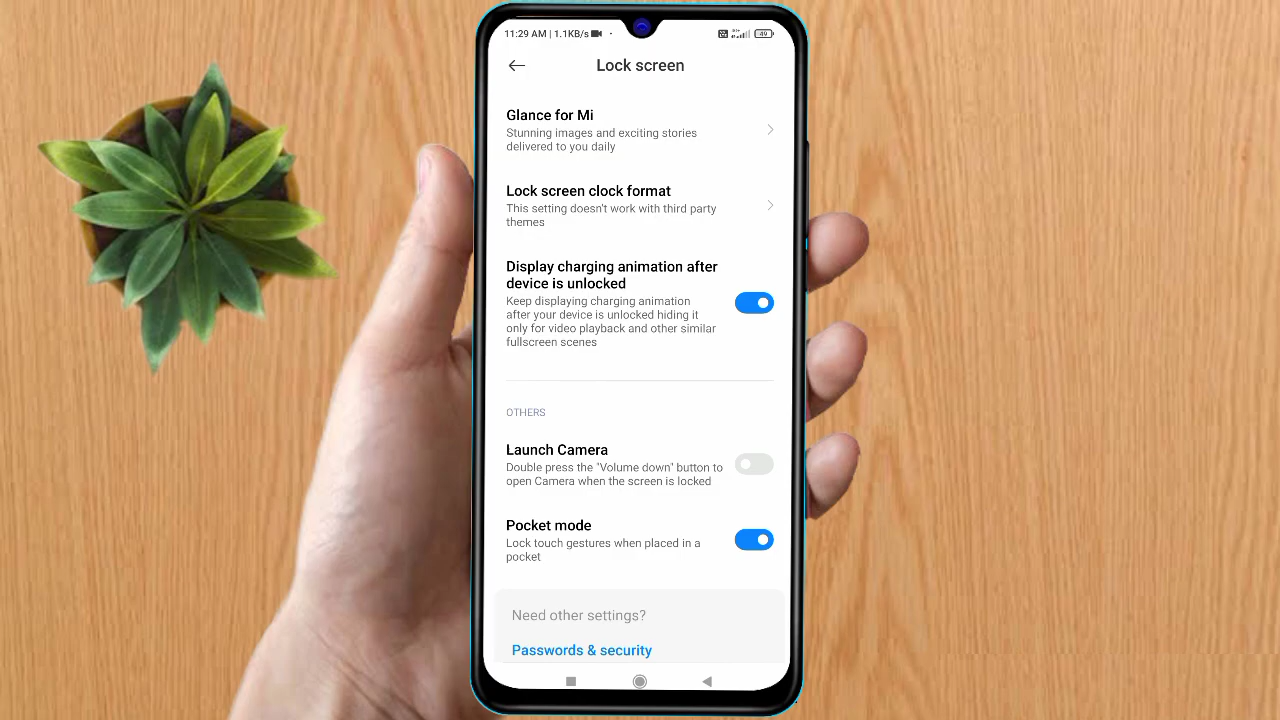 11:29 AM | 1.1KB/s
49
Lock screen
Glance for Mi
Stunning images and exciting stories
delivered to you daily
Lock screen clock format
This setting doesn't work with third party
themes
Display charging animation after
device is unlocked
Keep displaying charging animation
after your device is unlocked hiding it
only for video playback and other similar
fullscreen scenes
OTHERS
Launch Camera
Double press the "Volume down" button to
open Camera when the screen is locked
Pocket mode
Lock touch gestures when placed in a
pocket
Need other settings?
Passwords & security